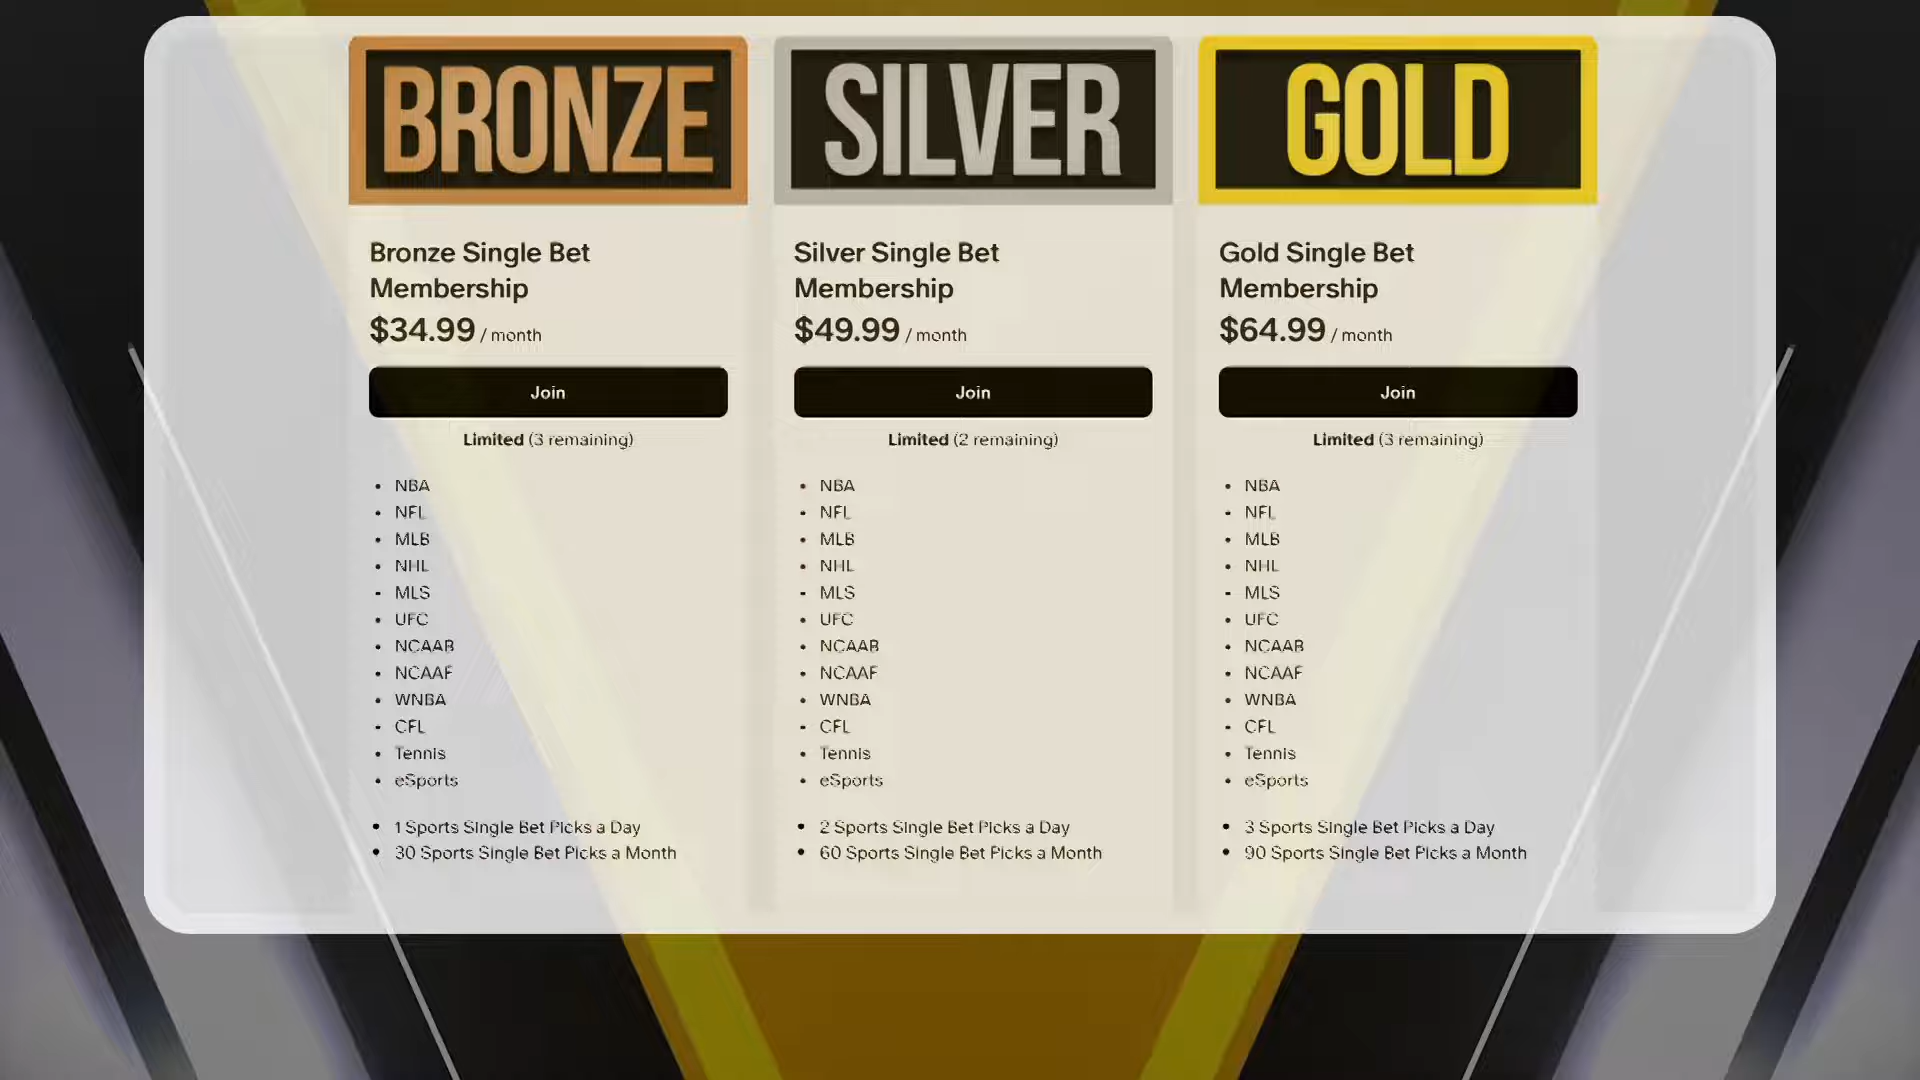 BRONZE
Bronze Single Bet
Membership
$34.99 / month
Join
Limited (3 remaining)
NBA
NFL
MLB
NHL
MLS
UFC
NCAAB
NCAAF
WNBA
CFL
Tennis
eSports
1 Sports Single Bet Picks a Day
30 Sports Single Bet Picks a Month
SILVER
Silver Single Bet
Membership
$49.99 / month
Join
Limited (2 remaining)
NBA
NFL
MLB
NHL
MLS
UFC
NCAAB
NCAAF
WNBA
CFL
Tennis
eSports
2 Sports Single Bet Picks a Day
60 Sports Single Bet Picks a Month
GOLD
Gold Single Bet
Membership
$64.99 / month
Join
Limited (3 remaining)
NBA
NFL
MLB
NHL
MLS
UFC
NCAAB
NCAAF
WNBA
CFL
Tennis
eSports
3 Sports Single Bet Picks a Day
90 Sports Single Bet Picks a Month